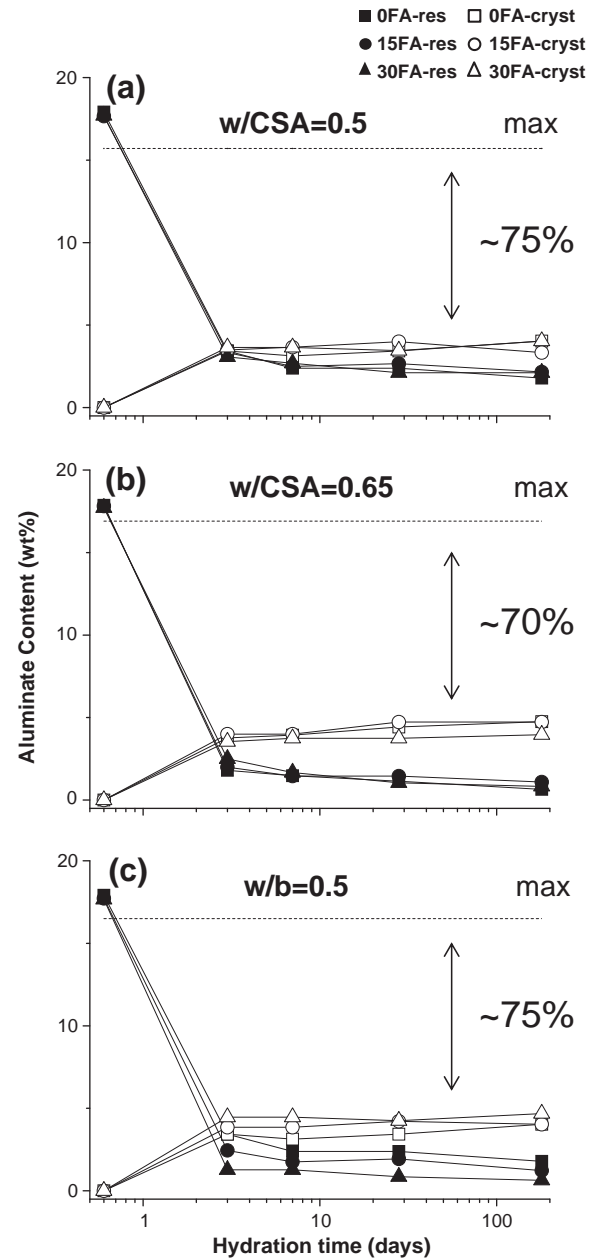 0FA-res 0FA-cryst
15FA-res 15FA-cryst
30FA-res 30FA-cryst
(a)
w/CSA=0.5
max
~75%
20
10
0
(b)
w/CSA=0.65
max
~70%
20
10
0
Aluminate Content (wt%)
(c)
w/b=0.5
max
~75%
20
10
0
1
10
100
Hydration time (days)